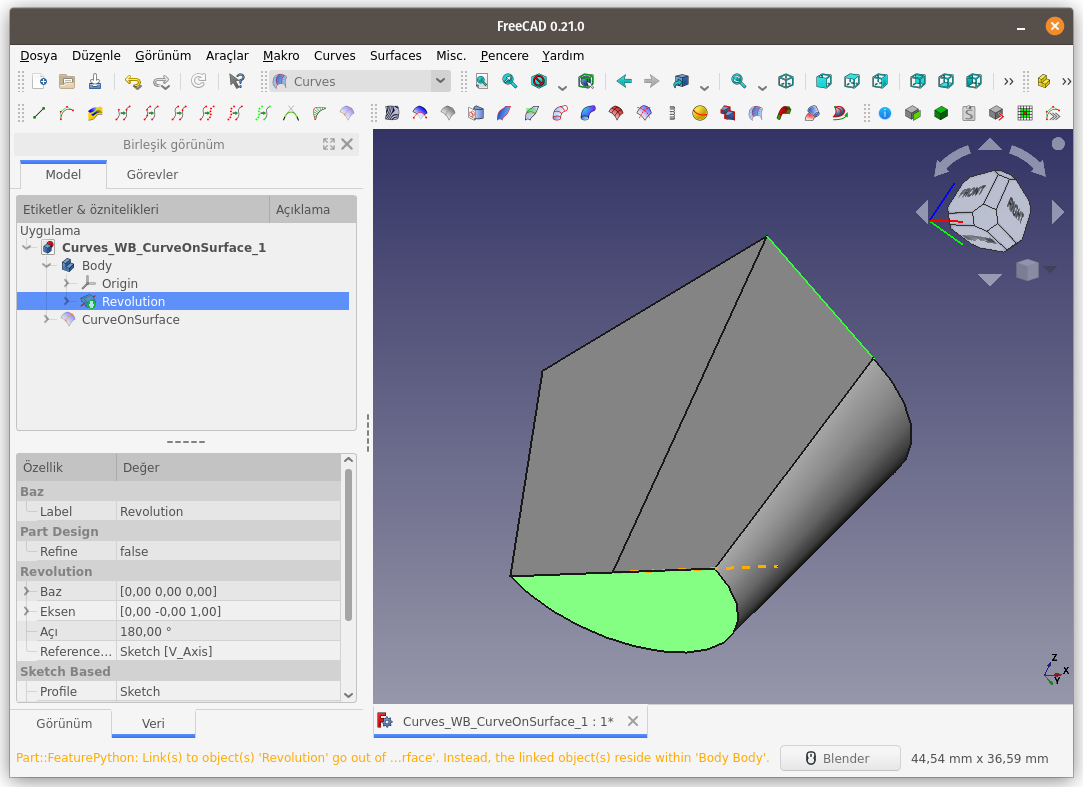 FreeCAD 0.21.0
Dosya Düzenle Görünüm Araçlar Makro Curves Surfaces Misc. Pencere Yardım
Curves
Birleşik görünüm
Model Görevler
Etiketler & öznitelikleri Açıklama
Uygulama
Curves_WB_CurveOnSurface_1
Body
Origin
Revolution
CurveOnSurface
Özellik Değer
Baz
Label Revolution
Part Design
Refine false
Revolution
Baz [0,00 0,00 0,00]
Eksen [0,00 -0,00 1,00]
Açı 180,00 °
Reference... Sketch [V_Axis]
Sketch Based
Profile Sketch
Görünüm Veri
FRONT
RIGHT
Z
X
Y
Curves_WB_CurveOnSurface_1 : 1*
Part::FeaturePython: Link(s) to object(s) 'Revolution' go out of ...rface'. Instead, the linked object(s) reside within 'Body Body'.
Blender
44,54 mm x 36,59 mm